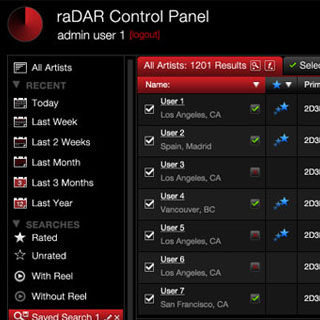 raDAR Control Panel
admin user 1 [logout]
All Artists
RECENT
Today
Last Week
Last 2 Weeks
Last Month
Last 3 Months
Last Year
SEARCHES
Rated
Unrated
With Reel
Without Reel
Saved Search 1
All Artists: 1201 Results
Selec
Name:
Prim
User 1
Los Angeles, CA
2D3
User 2
Spain, Madrid
2D3
User 3
Los Angeles, CA
2D3
User 4
Vancouver, BC
2D3
User 5
Los Angeles, CA
2D3
User 6
Los Angeles, CA
2D3
User 7
San Francisco, CA
2D3